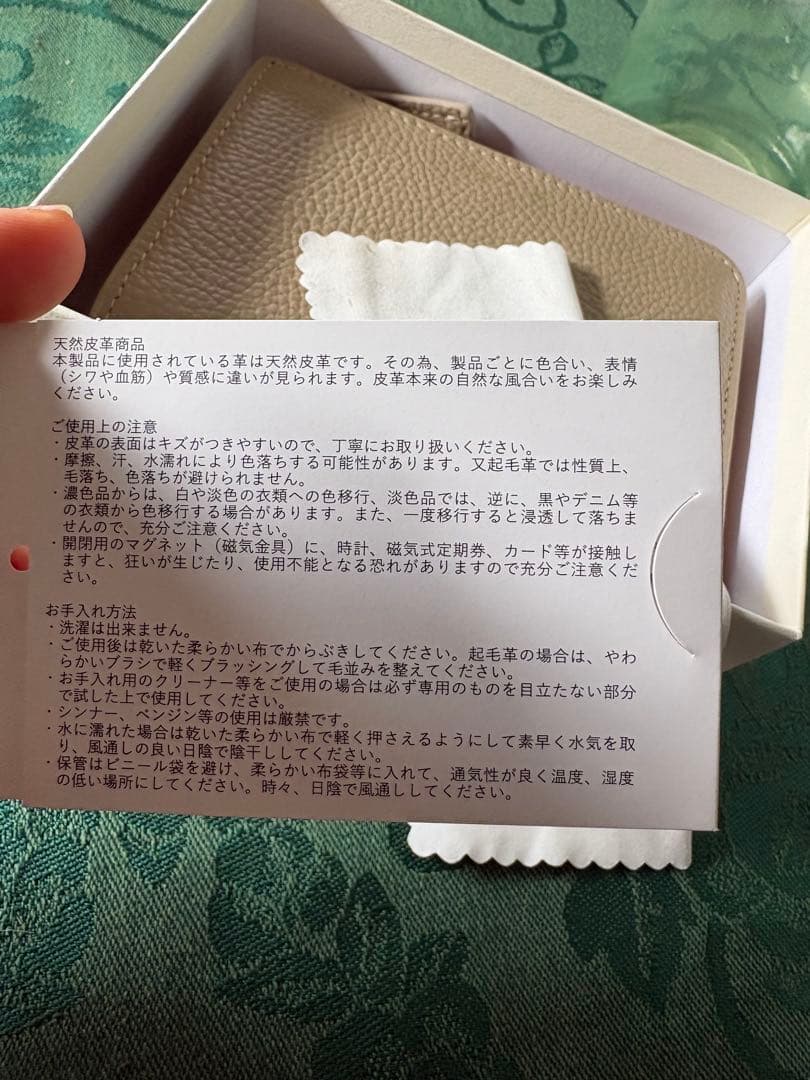 天然皮革商品
本製品に使用されている革は天然皮革です。その為、製品ごとに色合い、表情
（シワや血筋）や質感に違いが見られます。皮革本来の自然な風合いをお楽しみ
ください。
ご使用上の注意
・皮革の表面はキズがつきやすいので、丁寧にお取り扱いください。
・摩擦、汗、水濡れにより色落ちする可能性があります。又起毛革では性質上、
毛落ち、色落ちが避けられません。
・濃色品からは、白や淡色の衣類への色移行、淡色品では、逆に、黒やデニム等
の衣類から色移行する場合があります。また、一度移行すると浸透して落ちま
せんので、充分ご注意ください。
・開閉用のマグネット（磁気金具）に、時計、磁気式定期券、カード等が接触し
ますと、狂いが生じたり、使用不能となる恐れがありますので充分ご注意くだ
さい。
お手入れ方法
・洗濯は出来ません。
・ご使用後は乾いた柔らかい布でからぶきしてください。起毛革の場合は、やわ
らかいブラシで軽くブラッシングして毛並みを整えてください。
・お手入れ用のクリーナー等をご使用の場合は必ず専用のものを目立たない部分
で試した上で使用してください。
・シンナー、ベンジン等の使用は厳禁です。
・水に濡れた場合は乾いた柔らかい布で軽く押さえるようにして素早く水気を取
り、風通しの良い日陰で陰干ししてください。
・保管はビニール袋を避け、柔らかい布袋等に入れて、通気性が良く温度、湿度
の低い場所にしてください。時々、日陰で風通ししてください。